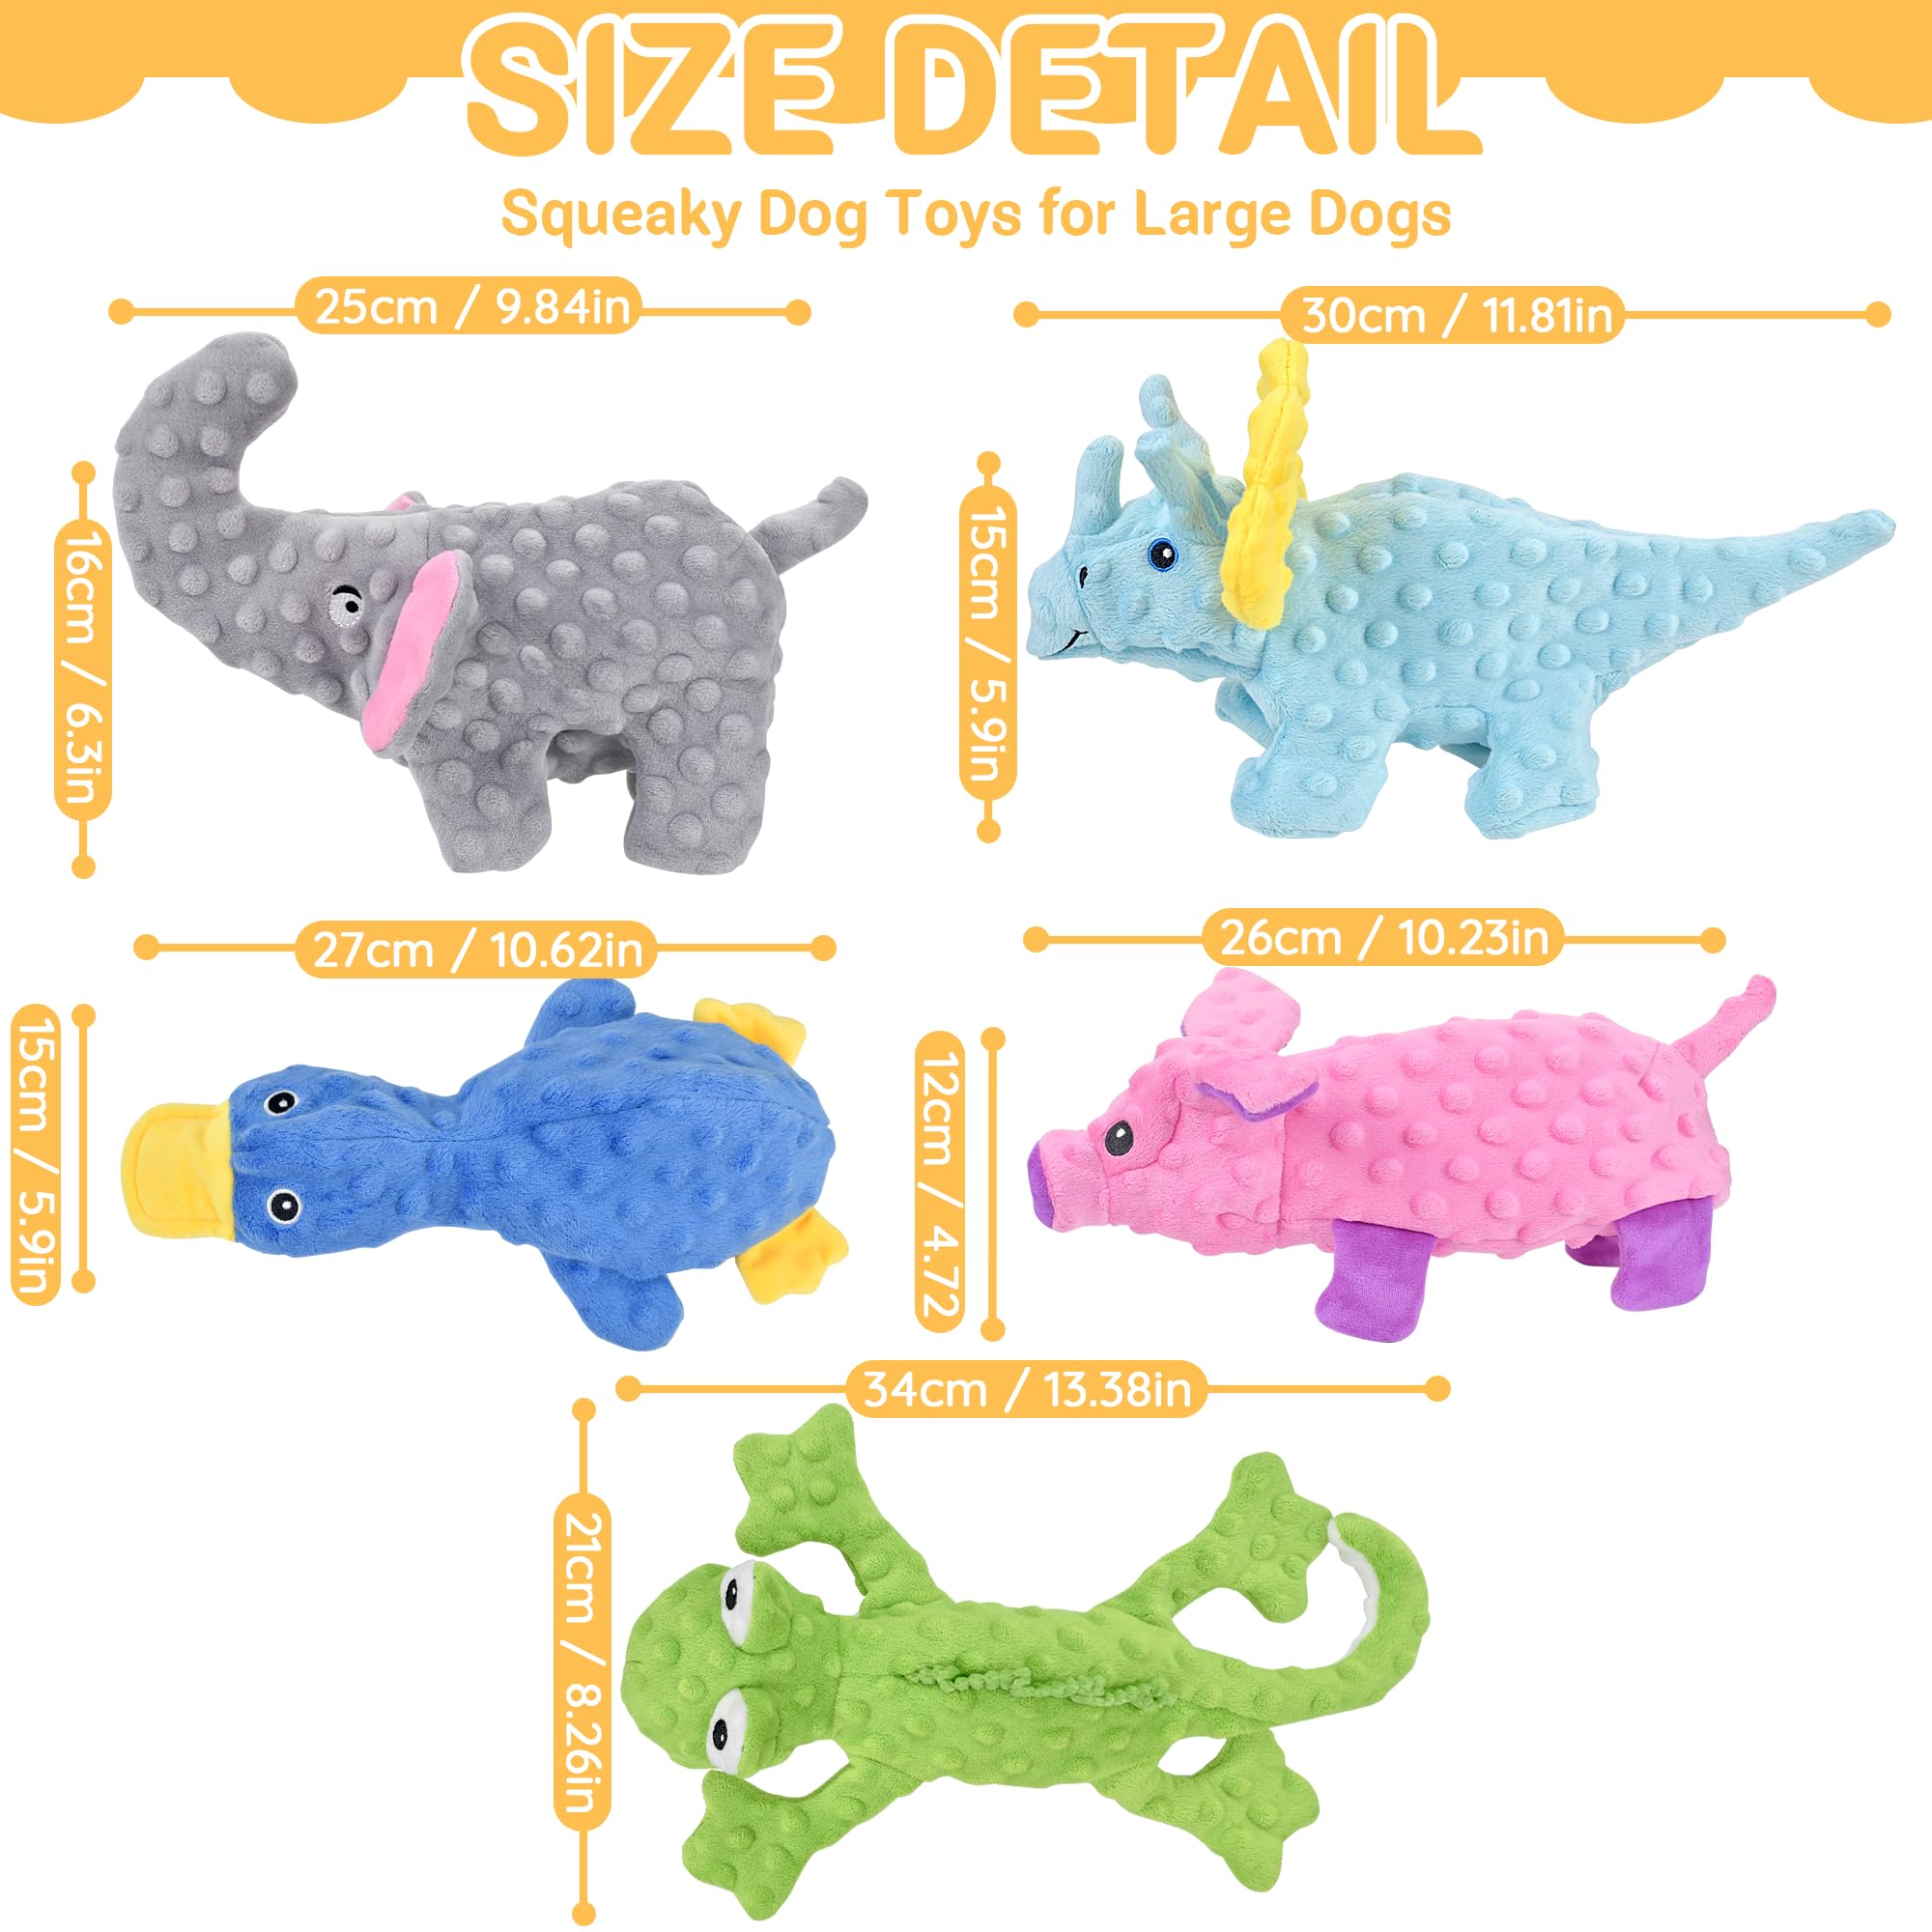 SIZE DETAIL
Squeaky Dog Toys for Large Dogs
25cm / 9.84in
30cm / 11.81in
16cm / 6.3in
15cm / 5.9in
27cm / 10.62in
26cm / 10.23in
15cm / 5.9in
12cm / 4.72
34cm / 13.38in
21cm / 8.26in